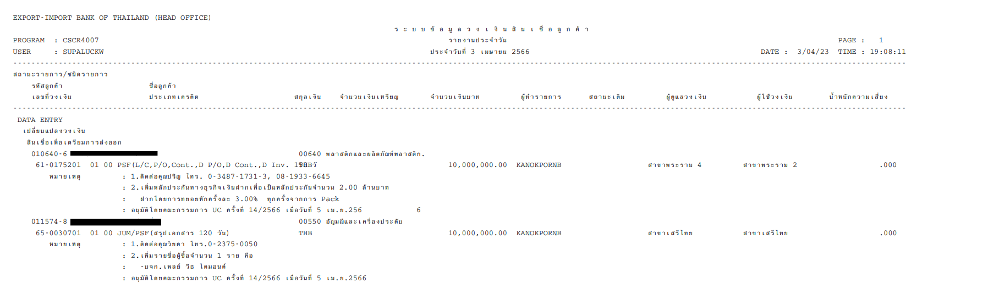 EXPORT-IMPORT BANK OF THAILAND (HEAD OFFICE)
ระบบข้อมูลวงเงินสินเชื่อลูกค้า
PROGRAM : CSCR4007 รายงานประจำวัน PAGE : 1
USER : SUPALUCKW ประจำวันที่ 3 เมษายน 2566 DATE : 3/04/23 TIME : 19:08:11
สถานะรายการ/ชนิดรายการ
รหัสลูกค้า ชื่อลูกค้า
เลขที่วงเงิน ประเภทเครดิต สกุลเงิน จำนวนเงินเหรียญ จำนวนเงินบาท ผู้ทำรายการ สถานะเดิม ผู้ดูแลวงเงิน ผู้ใช้วงเงิน น้ำหนักความเสี่ยง
DATA ENTRY
เปลี่ยนแปลงวงเงิน
สินเชื่อเพื่อเตรียมการส่งออก
010640-6 00640 พลาสติกและผลิตภัณฑ์พลาสติก.
61-0175201 01 00 PSF(L/C,P/O,Cont.,D P/O,D Cont.,D Inv. THB 10,000,000.00 KANOKPORNB สาขาพระราม 4 สาขาพระราม 2 .000
หมายเหตุ : 1.ติดต่อคุณปริญ โทร. 0-3487-1731-3, 08-1933-6645
: 2.เพิ่มหลักประกันทางธุรกิจเงินฝากเพื่อเป็นหลักประกันจำนวน 2.00 ล้านบาท
: ฝากโดยการทยอยหักครั้งละ 3.00% ทุกครั้งจากการ Pack
: อนุมัติโดยคณะกรรมการ UC ครั้งที่ 14/2566 เมื่อวันที่ 5 เม.ย.256 6
011574-8 00550 อัญมณีและเครื่องประดับ
65-0030701 01 00 JUM/PSF(สรุปเอกสาร 120 วัน) THB 10,000,000.00 KANOKPORNB สาขาเสรีไทย สาขาเสรีไทย .000
หมายเหตุ : 1.ติดต่อคุณวิยดา โทร.0-2375-0050
: 2.เพิ่มรายชื่อผู้ซื้อจำนวน 1 ราย คือ
: -บจก.เพลย์ วิธ ไดมอนด์
: อนุมัติโดยคณะกรรมการ UC ครั้งที่ 14/2566 เมื่อวันที่ 5 เม.ย.2566